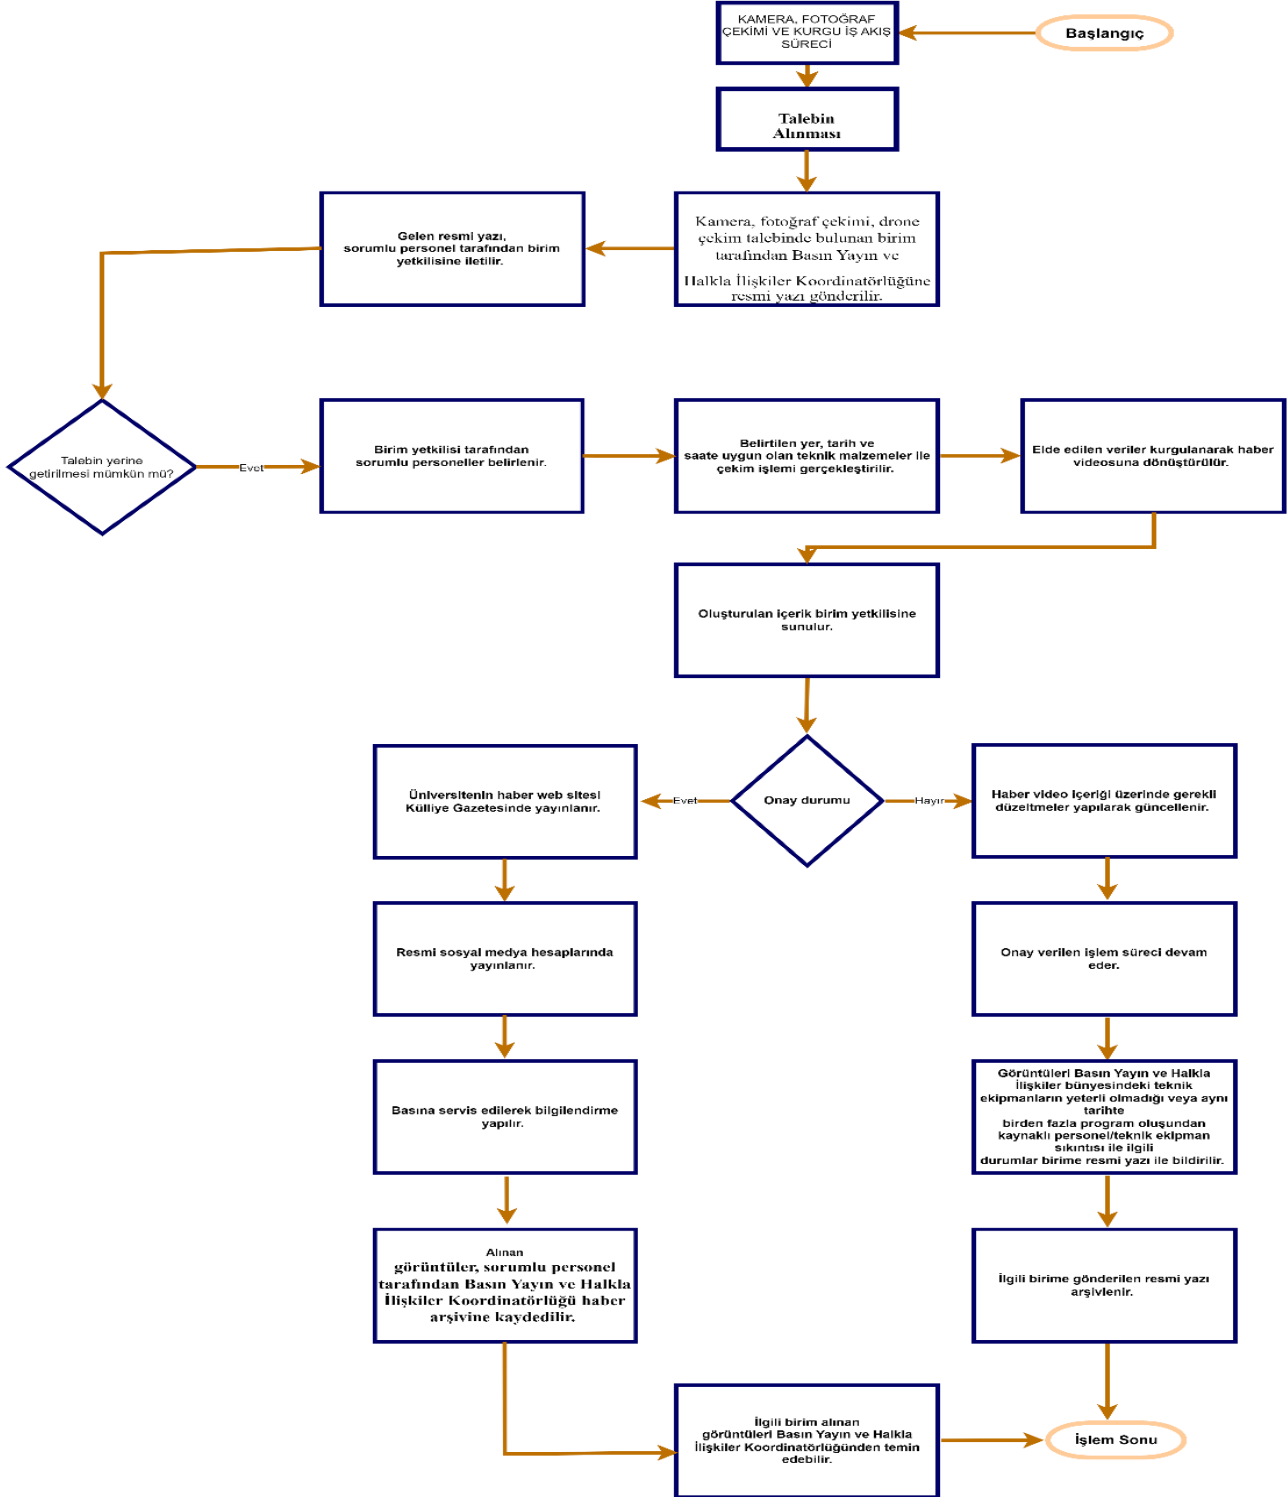 KAMERA, FOTOĞRAF
ÇEKİMİ VE KURGU İŞ AKIŞ
SÜRECİ
Başlangıç
Talebin
Alınması
Kamera, fotoğraf çekimi, drone
çekim talebinde bulunan birim
tarafından Basın Yayın ve
Halkla İlişkiler Koordinatörlüğüne
resmi yazı gönderilir.
Gelen resmi yazı,
sorumlu personel tarafından birim
yetkilisine iletilir.
Talebin yerine
getirilmesi mümkün mü?
Evet
Birim yetkilisi tarafından
sorumlu personeller belirlenir.
Belirtilen yer, tarih ve
saate uygun olan teknik malzemeler ile
çekim işlemi gerçekleştirilir.
Elde edilen veriler kurgulanarak haber
videosuna dönüştürülür.
Oluşturulan içerik birim yetkilisine
sunulur.
Onay durumu
Evet
Hayır
Üniversitenin haber web sitesi
Külliye Gazetesinde yayınlanır.
Resmi sosyal medya hesaplarında
yayınlanır.
Basına servis edilerek bilgilendirme
yapılır.
Alınan
görüntüler, sorumlu personel
tarafından Basın Yayın ve Halkla
İlişkiler Koordinatörlüğü haber
arşivine kaydedilir.
Haber video içeriği üzerinde gerekli
düzeltmeler yapılarak güncellenir.
Onay verilen işlem süreci devam
eder.
Görüntüleri Basın Yayın ve Halkla
İlişkiler bünyesindeki teknik
ekipmanların yeterli olmadığı veya aynı
tarihte
birden fazla program oluşundan
kaynaklı personel/teknik ekipman
sıkıntısı ile ilgili
durumlar birime resmi yazı ile bildirilir.
İlgili birime gönderilen resmi yazı
arşivlenir.
İlgili birim alınan
görüntüleri Basın Yayın ve Halkla
İlişkiler Koordinatörlüğünden temin
edebilir.
İşlem Sonu